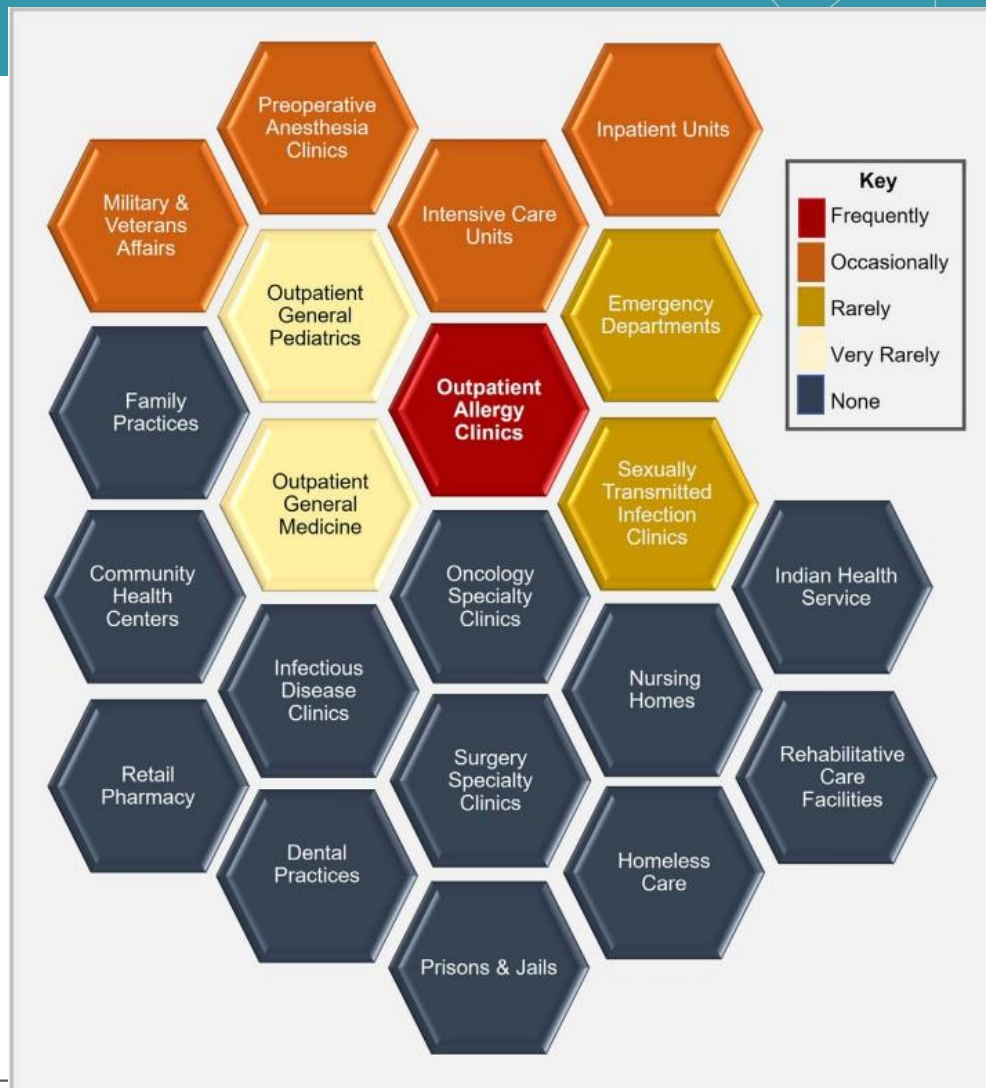 Preoperative
Anesthesia
Clinics
Inpatient Units
Military &
Veterans
Affairs
Intensive Care
Units
Key
Frequently
Occasionally
Rarely
Very Rarely
None
Outpatient
General
Pediatrics
Emergency
Departments
Family
Practices
Outpatient
Allergy
Clinics
Outpatient
General
Medicine
Sexually
Transmitted
Infection
Clinics
Community
Health
Centers
Oncology
Specialty
Clinics
Indian Health
Service
Infectious
Disease
Clinics
Nursing
Homes
Retail
Pharmacy
Surgery
Specialty
Clinics
Rehabilitative
Care
Facilities
Dental
Practices
Homeless
Care
Prisons & Jails